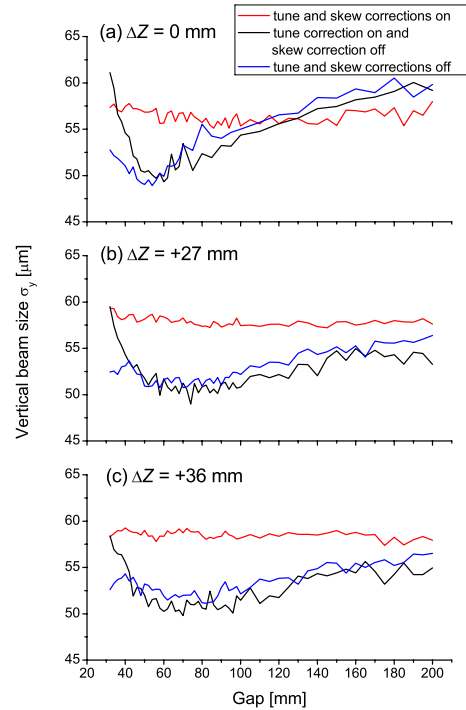 tune and skew corrections on
tune correction on and
skew correction off
tune and skew corrections off
(a) ΔZ = 0 mm
65
60
55
50
45
(b) ΔZ = +27 mm
65
60
55
50
45
Vertical beam size σy [μm]
(c) ΔZ = +36 mm
65
60
55
50
45
20 40 60 80 100 120 140 160 180 200
Gap [mm]